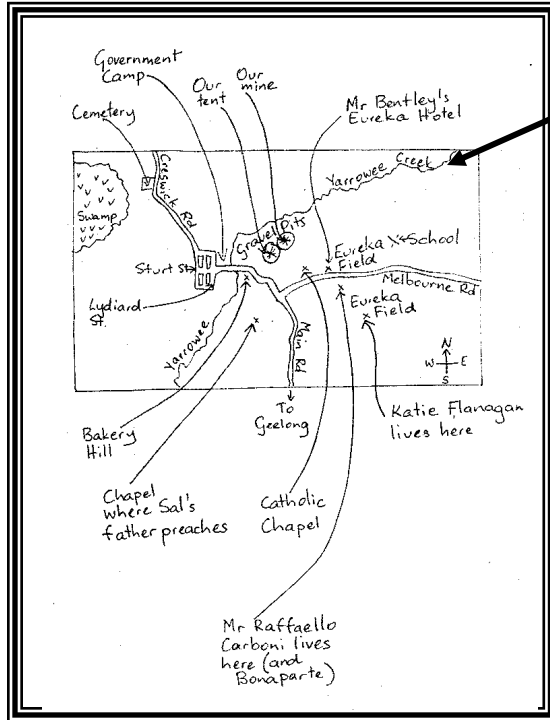 Government
Camp
Our
tent
Our
mine
Cemetery
Mr Bentley's
Eureka Hotel
Creswick Rd
Yarrowee Creek
Swamp
Gravel Pits
Sturt St
Eureka
Field
School
Melbourne Rd
Lydiard
St.
Eureka
Field
Yarrowee
Main Rd
N
W E
S
To
Geelong
Katie Flanagan
lives here
Bakery
Hill
Chapel
where Sal's
father preaches
Catholic
Chapel
Mr Raffaello
Carboni lives
here (and
Bonaparte)